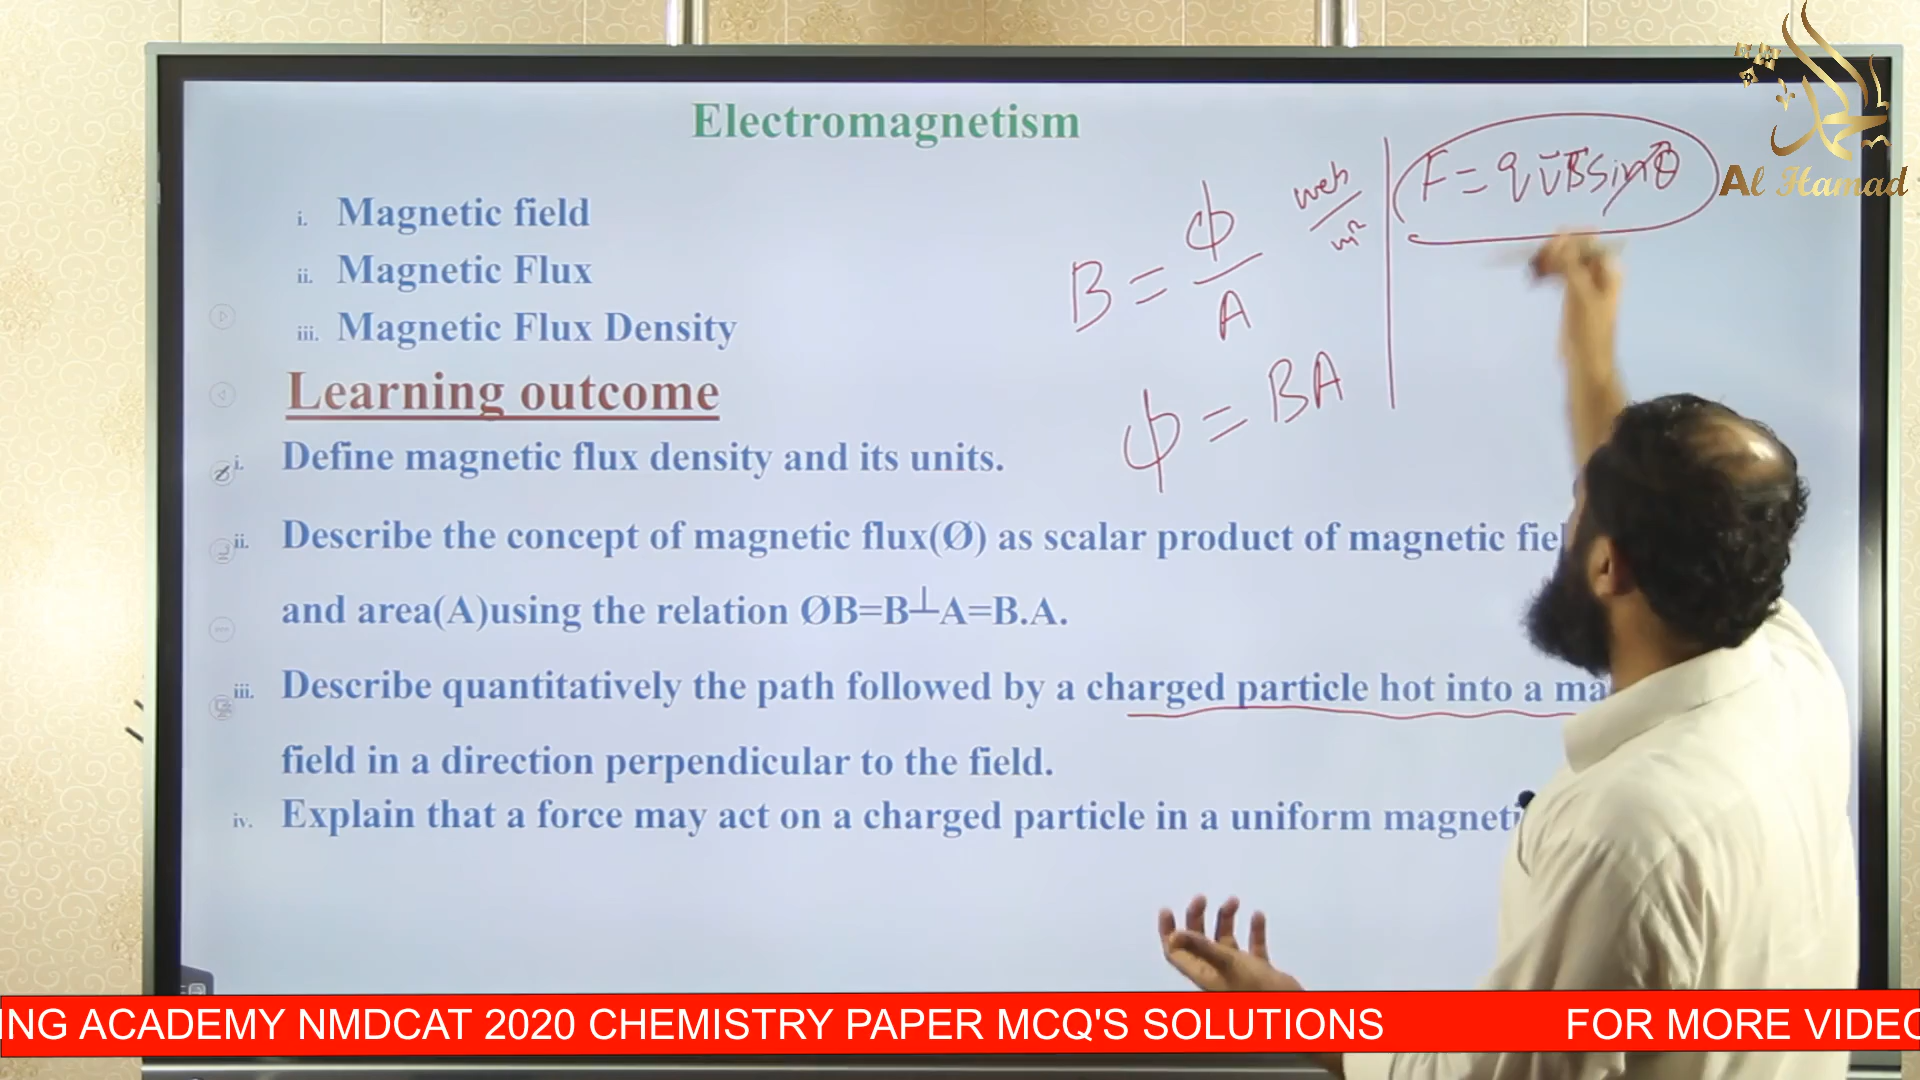 Electromagnetism
i. Magnetic field
ii. Magnetic Flux
iii. Magnetic Flux Density
Learning outcome
i. Define magnetic flux density and its units.
ii. Describe the concept of magnetic flux(Ø) as scalar product of magnetic fiel
and area(A)using the relation ØB=B⊥A=B.A.
iii. Describe quantitatively the path followed by a charged particle hot into a ma
field in a direction perpendicular to the field.
iv. Explain that a force may act on a charged particle in a uniform magneti
B = ϕ/A web/m²
ϕ = BA
F = qvBsinθ
Al Hamad
ING ACADEMY NMDCAT 2020 CHEMISTRY PAPER MCQ'S SOLUTIONS FOR MORE VIDEO